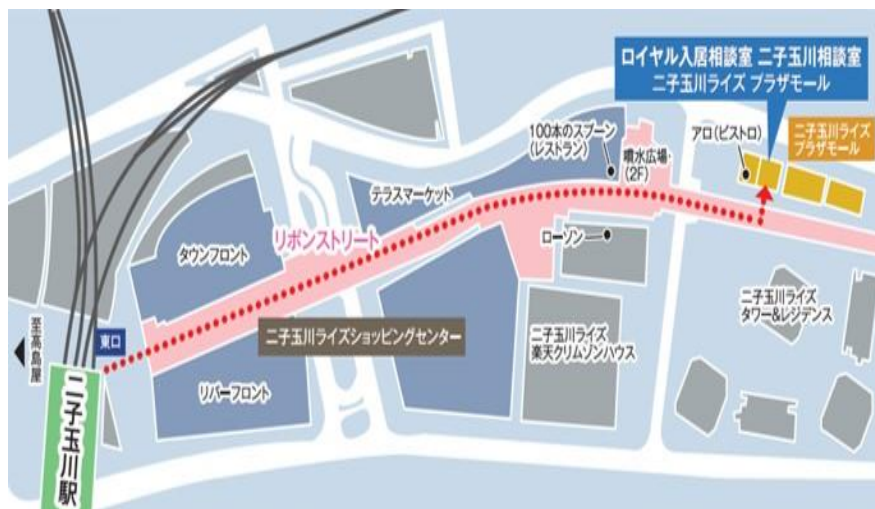 ロイヤル入居相談室 二子玉川相談室
二子玉川ライズ プラザモール
100本のスプーン
(レストラン)
噴水広場・
(2F)
アロ(ビストロ)
二子玉川ライズ
プラザモール
テラスマーケット
リボンストリート
タウンフロント
ローソン
二子玉川ライズ
タワー&レジデンス
至高島屋
東口
二子玉川ライズショッピングセンター
二子玉川ライズ
楽天クリムゾンハウス
リバーフロント
二子玉川駅